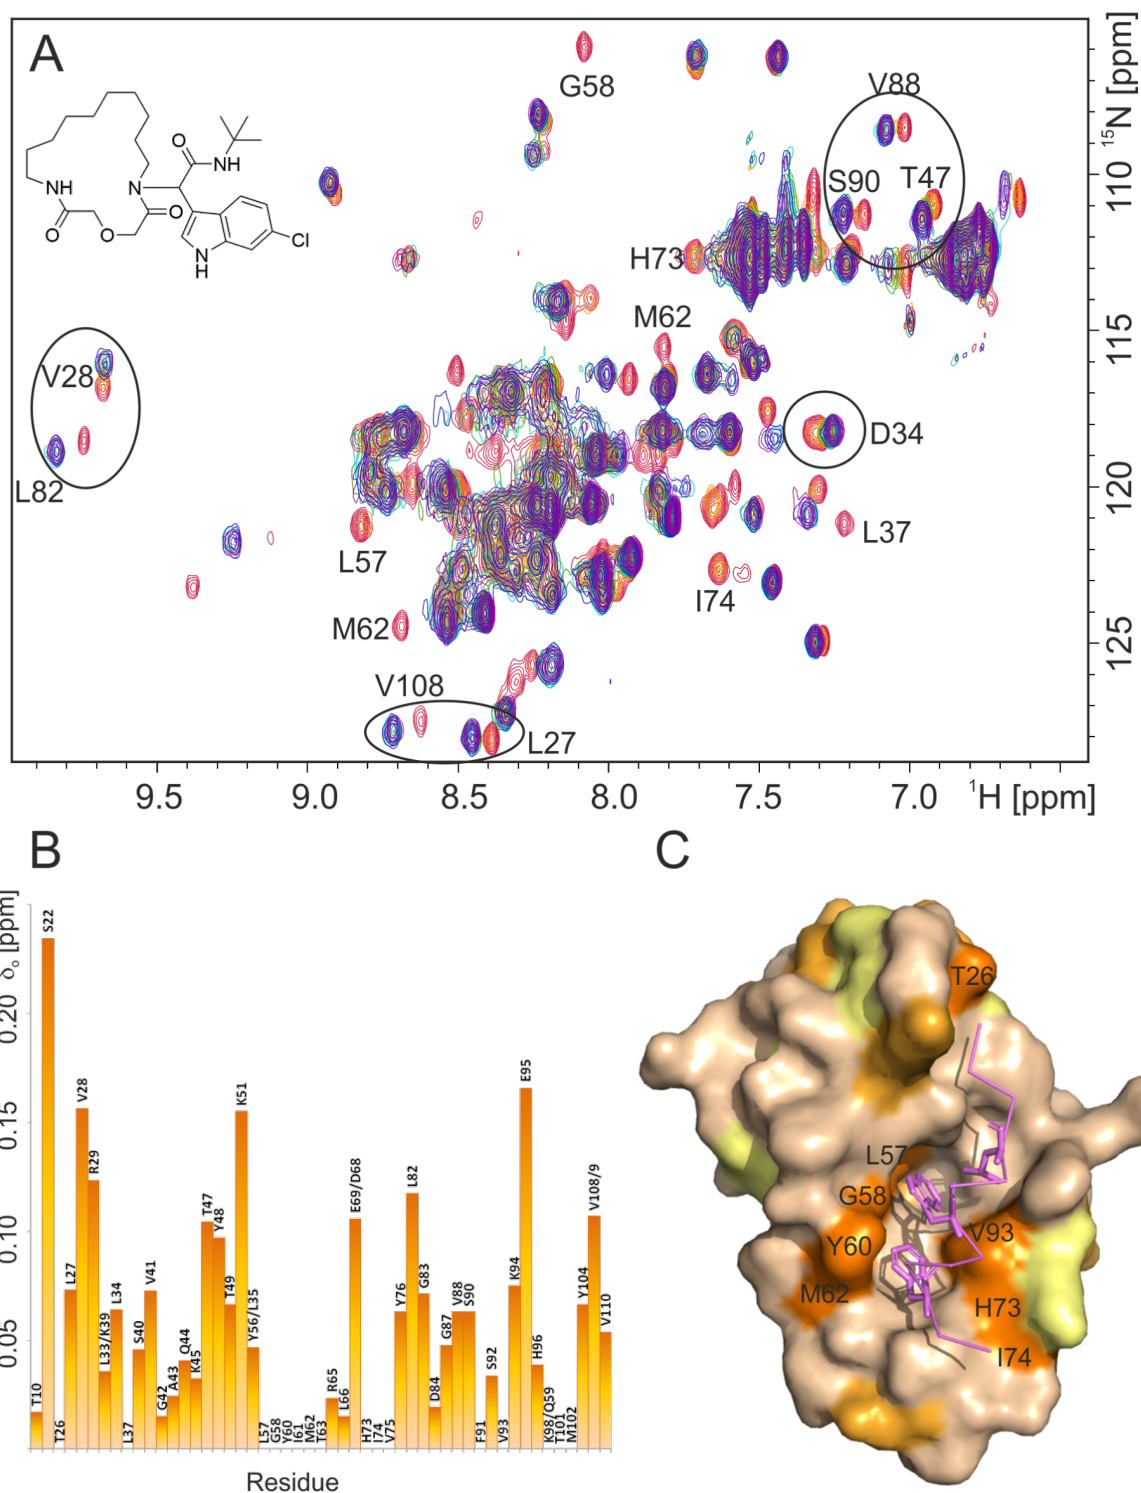 A
G58
V88
¹⁵N [ppm]
O
NH
110
S90
T47
NH
N
O
O
O
Cl
N
H
H73
M62
115
V28
D34
L82
120
L57
L37
I74
M62
125
V108
L27
9.5
9.0
8.5
8.0
7.5
7.0
¹H [ppm]
B
C
δₒ [ppm]
0.20
0.15
0.10
0.05
T10
S22
T26
L27
V28
R29
L33/K39
L34
L37
S40
V41
G42
A43
Q44
K45
T47
Y48
T49
K51
Y56/L35
L57
G58
Y60
I61
M62
T63
R65
L66
E69/D68
H73
I74
V75
Y76
L82
G83
D84
G87
V88
S90
F91
S92
V93
K94
E95
H96
K98/Q59
T101
M102
Y104
V108/9
V110
Residue
T26
L57
G58
Y60
V93
M62
H73
I74